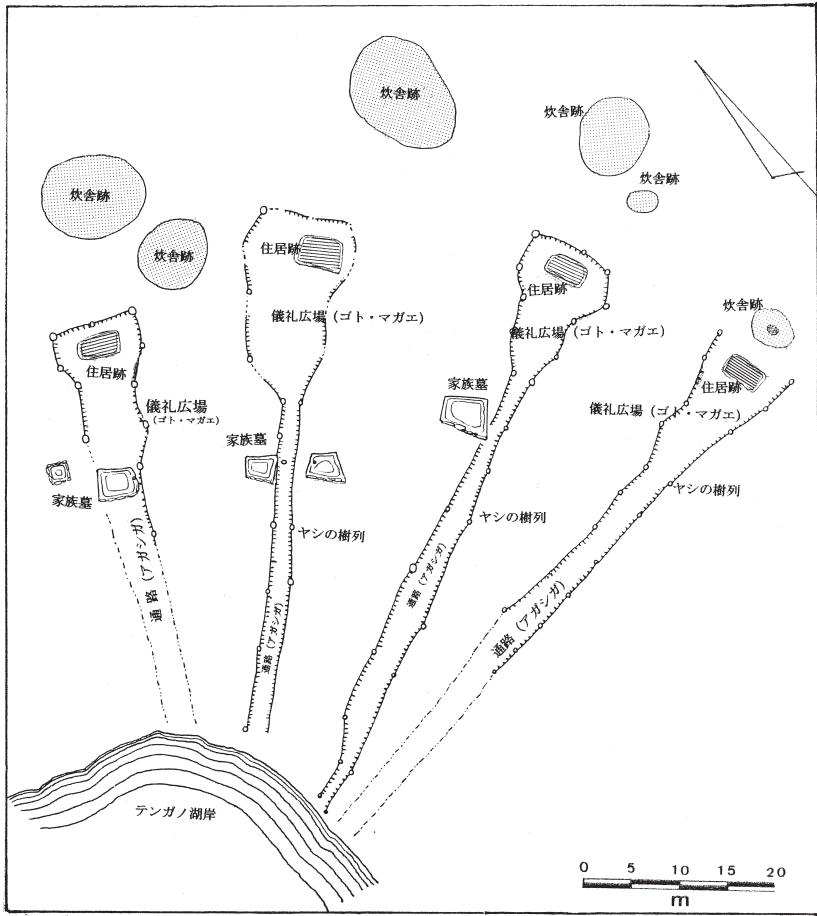 炊舎跡
炊舎跡
炊舎跡
炊舎跡
炊舎跡
住居跡
住居跡
儀礼広場(ゴト・マガエ)
炊舎跡
儀礼広場(ゴト・マガエ)
住居跡
住居跡
儀礼広場
(ゴト・マガエ)
儀礼広場(ゴト・マガエ)
家族墓
家族墓
家族墓
ヤシの樹列
ヤシの樹列
ヤシの樹列
通路(アガシガ)
通路(アガシガ)
通路(アガシガ)
通路(アガシガ)
テンガノ湖岸
0 5 10 15 20
m